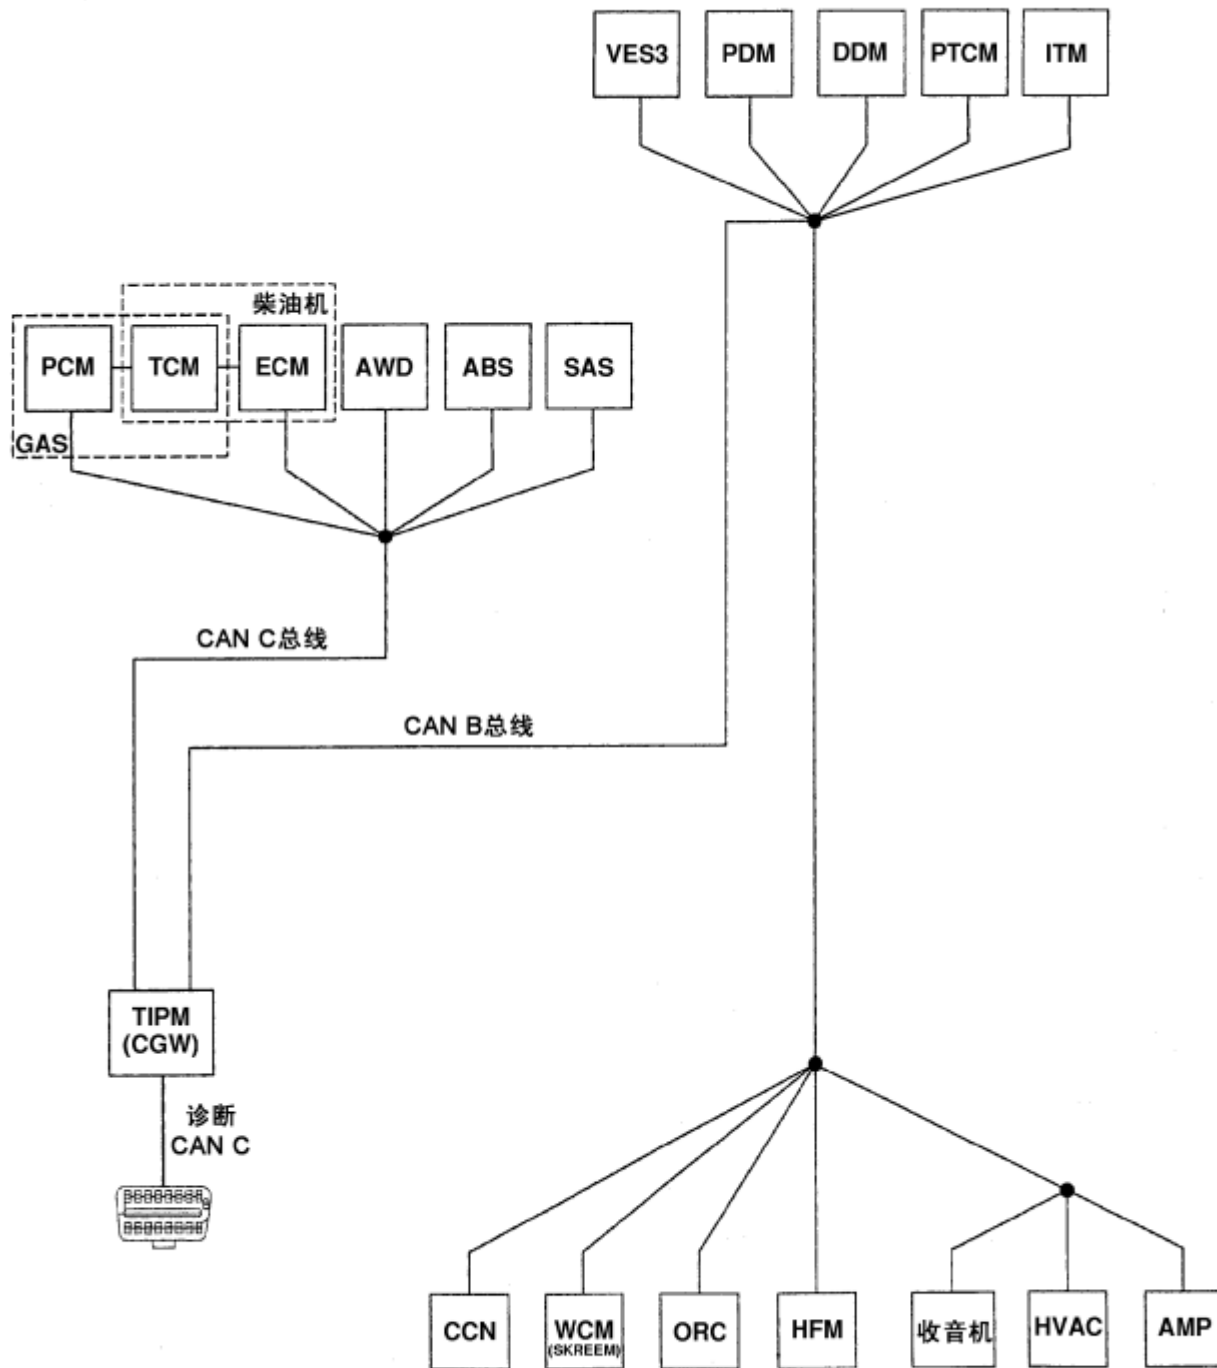 VES3
PDM
DDM
PTCM
ITM
柴油机
PCM
TCM
ECM
AWD
ABS
SAS
GAS
CAN C总线
CAN B总线
TIPM
(CGW)
诊断
CAN C
CCN
WCM
(SKREEM)
ORC
HFM
收音机
HVAC
AMP